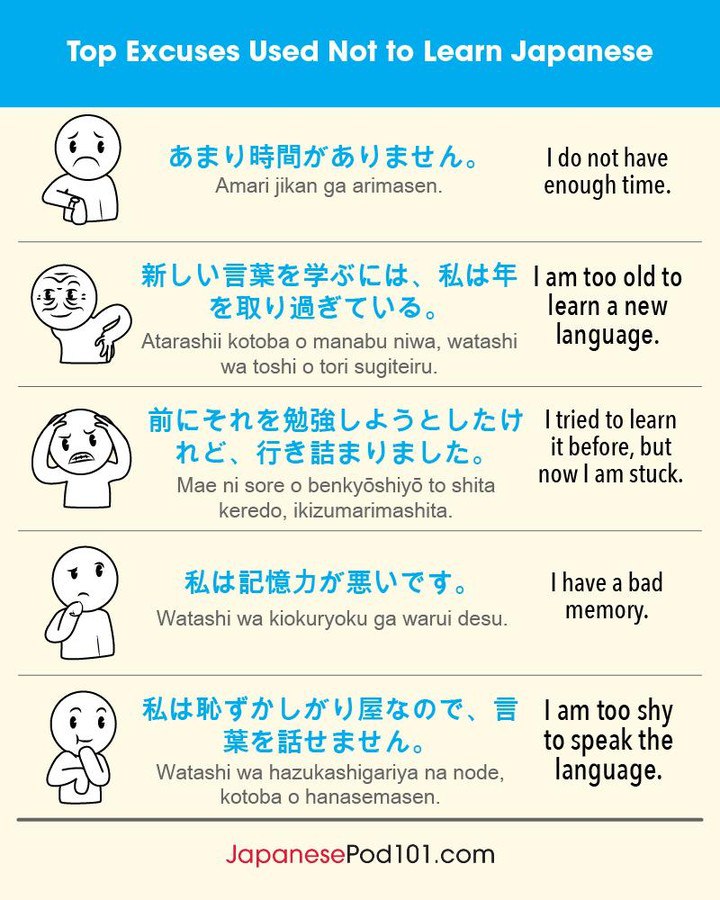 Top Excuses Used Not to Learn Japanese
あまり時間がありません。
Amari jikan ga arimasen.
I do not have
enough time.
新しい言葉を学ぶには、私は年
を取り過ぎている。
Atarashii kotoba o manabu niwa, watashi
wa toshi o tori sugiteiru.
I am too old to
learn a new
language.
前にそれを勉強しようとしたけ
れど、行き詰まりました。
Mae ni sore o benkyōshiyō to shita
keredo, ikizumarimashita.
I tried to learn
it before, but
now I am stuck.
私は記憶力が悪いです。
Watashi wa kiokuryoku ga warui desu.
I have a bad
memory.
私は恥ずかしがり屋なので、言
葉を話せません。
Watashi wa hazukashigariya na node,
kotoba o hanasemasen.
I am too shy
to speak the
language.
JapanesePod101.com